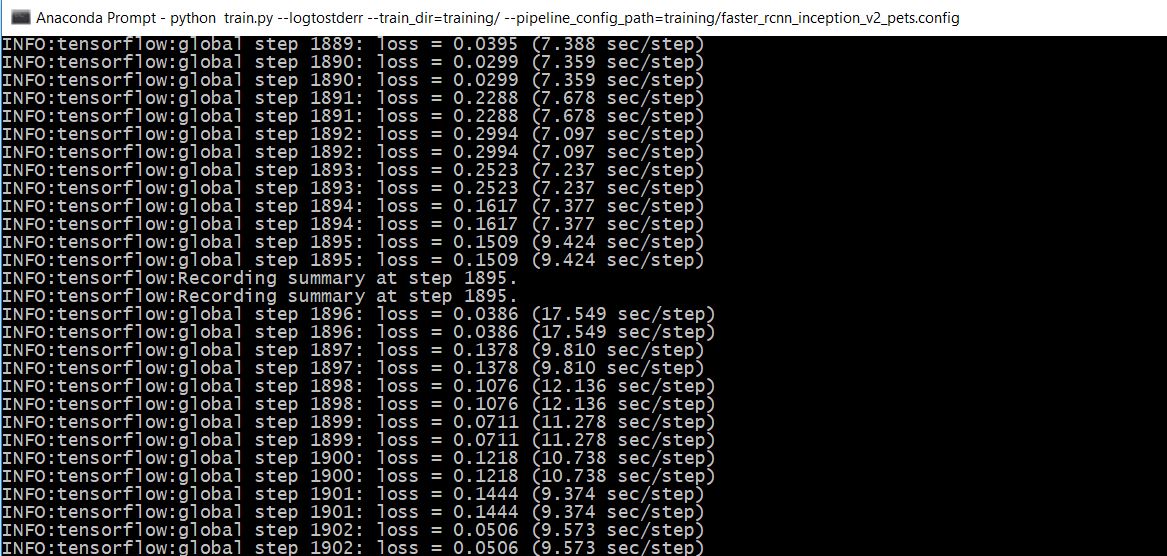 Anaconda Prompt - python  train.py --logtostderr --train_dir=training/ --pipeline_config_path=training/faster_rcnn_inception_v2_pets.config
INFO:tensorflow:global step 1889: loss = 0.0395 (7.388 sec/step)
INFO:tensorflow:global step 1890: loss = 0.0299 (7.359 sec/step)
INFO:tensorflow:global step 1890: loss = 0.0299 (7.359 sec/step)
INFO:tensorflow:global step 1891: loss = 0.2288 (7.678 sec/step)
INFO:tensorflow:global step 1891: loss = 0.2288 (7.678 sec/step)
INFO:tensorflow:global step 1892: loss = 0.2994 (7.097 sec/step)
INFO:tensorflow:global step 1892: loss = 0.2994 (7.097 sec/step)
INFO:tensorflow:global step 1893: loss = 0.2523 (7.237 sec/step)
INFO:tensorflow:global step 1893: loss = 0.2523 (7.237 sec/step)
INFO:tensorflow:global step 1894: loss = 0.1617 (7.377 sec/step)
INFO:tensorflow:global step 1894: loss = 0.1617 (7.377 sec/step)
INFO:tensorflow:global step 1895: loss = 0.1509 (9.424 sec/step)
INFO:tensorflow:global step 1895: loss = 0.1509 (9.424 sec/step)
INFO:tensorflow:Recording summary at step 1895.
INFO:tensorflow:Recording summary at step 1895.
INFO:tensorflow:global step 1896: loss = 0.0386 (17.549 sec/step)
INFO:tensorflow:global step 1896: loss = 0.0386 (17.549 sec/step)
INFO:tensorflow:global step 1897: loss = 0.1378 (9.810 sec/step)
INFO:tensorflow:global step 1897: loss = 0.1378 (9.810 sec/step)
INFO:tensorflow:global step 1898: loss = 0.1076 (12.136 sec/step)
INFO:tensorflow:global step 1898: loss = 0.1076 (12.136 sec/step)
INFO:tensorflow:global step 1899: loss = 0.0711 (11.278 sec/step)
INFO:tensorflow:global step 1899: loss = 0.0711 (11.278 sec/step)
INFO:tensorflow:global step 1900: loss = 0.1218 (10.738 sec/step)
INFO:tensorflow:global step 1900: loss = 0.1218 (10.738 sec/step)
INFO:tensorflow:global step 1901: loss = 0.1444 (9.374 sec/step)
INFO:tensorflow:global step 1901: loss = 0.1444 (9.374 sec/step)
INFO:tensorflow:global step 1902: loss = 0.0506 (9.573 sec/step)
INFO:tensorflow:global step 1902: loss = 0.0506 (9.573 sec/step)